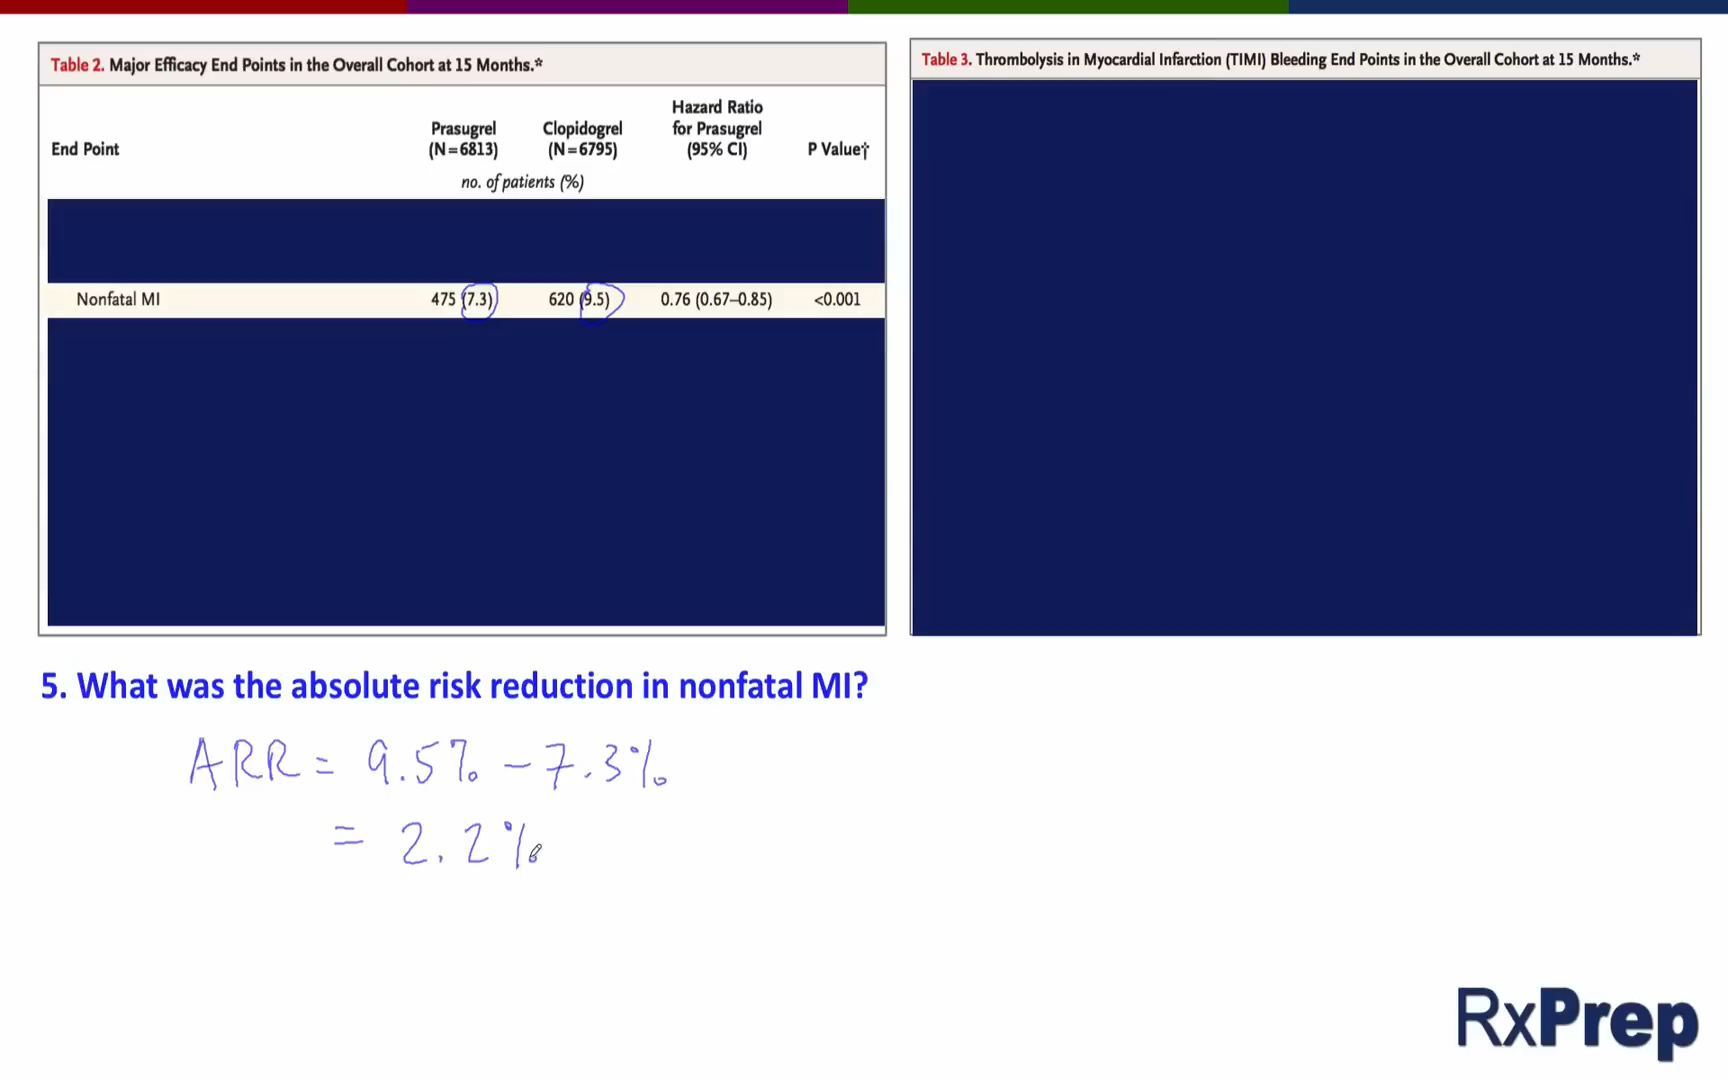 Table 2. Major Efficacy End Points in the Overall Cohort at 15 Months.*
End Point
Prasugrel
(N=6813)
Clopidogrel
(N=6795)
Hazard Ratio
for Prasugrel
(95% CI)
P Value†
no. of patients (%)
Nonfatal MI 475 (7.3) 620 (9.5) 0.76 (0.67–0.85) <0.001
Table 3. Thrombolysis in Myocardial Infarction (TIMI) Bleeding End Points in the Overall Cohort at 15 Months.*
5. What was the absolute risk reduction in nonfatal MI?
ARR = 9.5% – 7.3%
= 2.2%
RxPrep